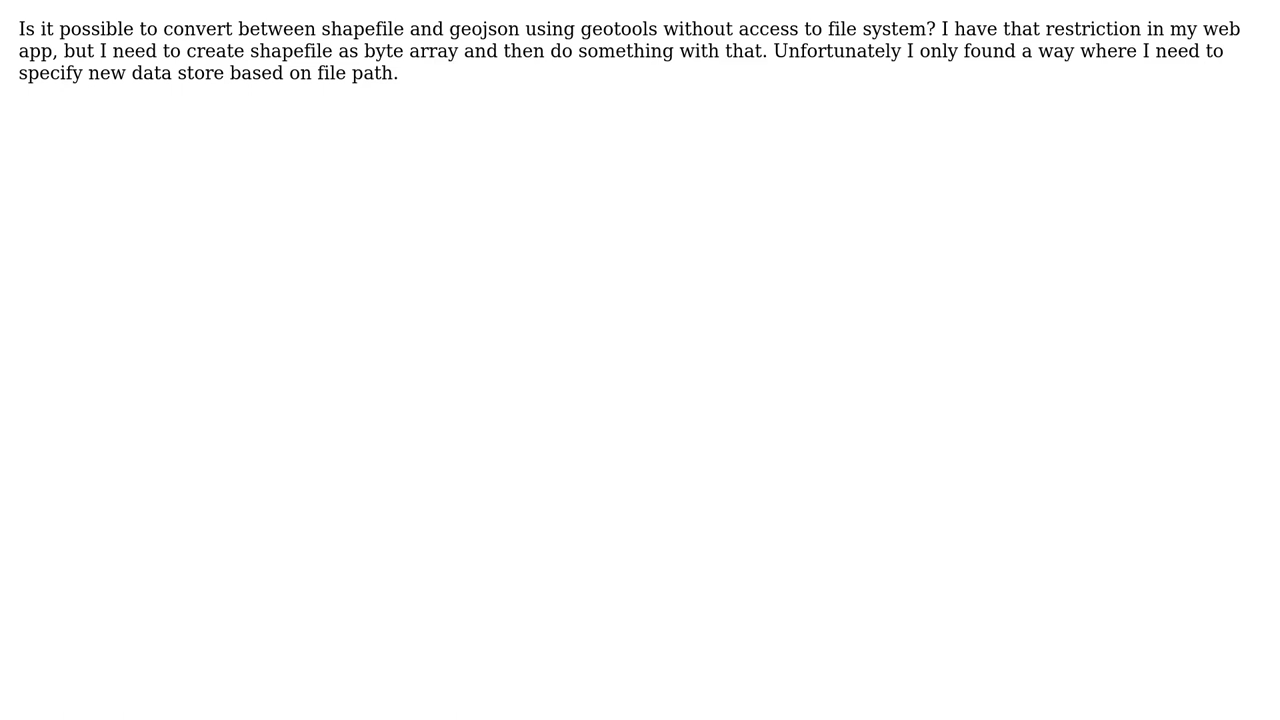 Is it possible to convert between shapefile and geojson using geotools without access to file system? I have that restriction in my web
app, but I need to create shapefile as byte array and then do something with that. Unfortunately I only found a way where I need to
specify new data store based on file path.